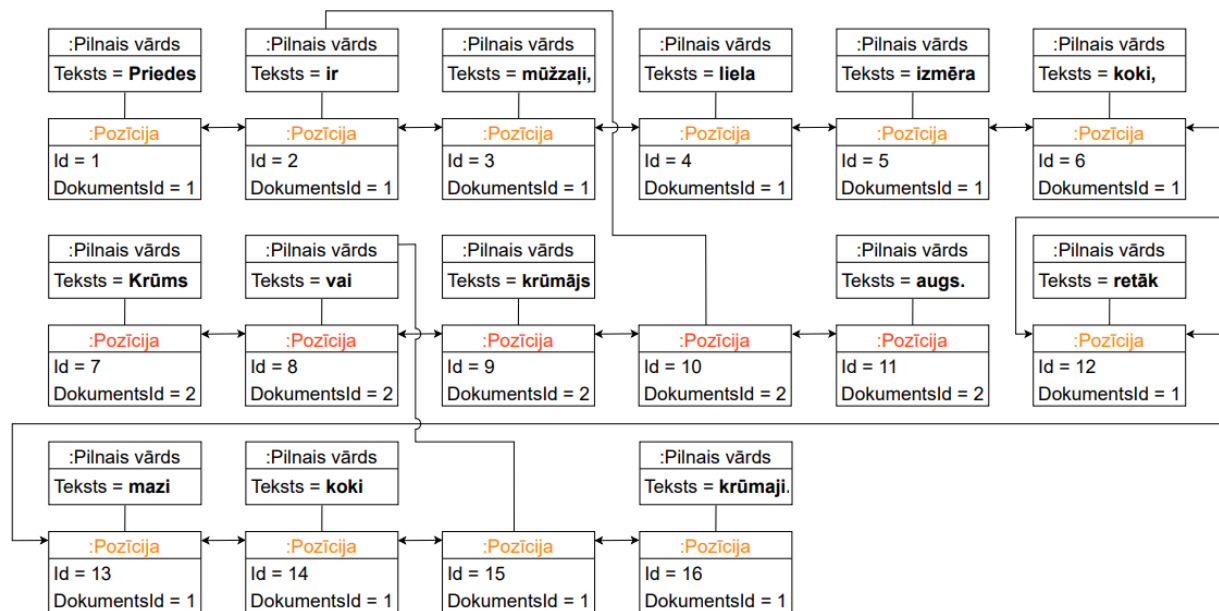 :Pilnais vārds :Pilnais vārds :Pilnais vārds :Pilnais vārds :Pilnais vārds :Pilnais vārds
Teksts = Priedes Teksts = ir Teksts = mūžzaļi, Teksts = liela Teksts = izmēra Teksts = koki,
:Pozīcija :Pozīcija :Pozīcija :Pozīcija :Pozīcija :Pozīcija
Id = 1 Id = 2 Id = 3 Id = 4 Id = 5 Id = 6
DokumentsId = 1 DokumentsId = 1 DokumentsId = 1 DokumentsId = 1 DokumentsId = 1 DokumentsId = 1
:Pilnais vārds :Pilnais vārds :Pilnais vārds :Pilnais vārds :Pilnais vārds
Teksts = Krūms Teksts = vai Teksts = krūmājs Teksts = augs. Teksts = retāk
:Pozīcija :Pozīcija :Pozīcija :Pozīcija :Pozīcija :Pozīcija
Id = 7 Id = 8 Id = 9 Id = 10 Id = 11 Id = 12
DokumentsId = 2 DokumentsId = 2 DokumentsId = 2 DokumentsId = 2 DokumentsId = 2 DokumentsId = 1
:Pilnais vārds :Pilnais vārds :Pilnais vārds
Teksts = mazi Teksts = koki Teksts = krūmaji.
:Pozīcija :Pozīcija :Pozīcija :Pozīcija
Id = 13 Id = 14 Id = 15 Id = 16
DokumentsId = 1 DokumentsId = 1 DokumentsId = 1 DokumentsId = 1